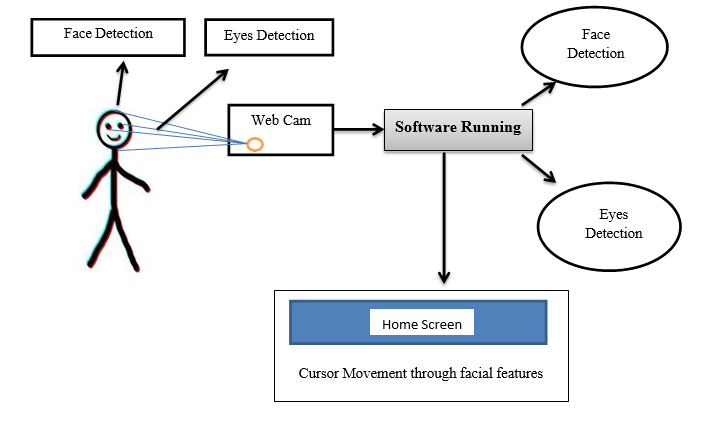 Face Detection
Eyes Detection
Face
Detection
Web Cam
Software Running
Eyes
Detection
Home Screen
Cursor Movement through facial features